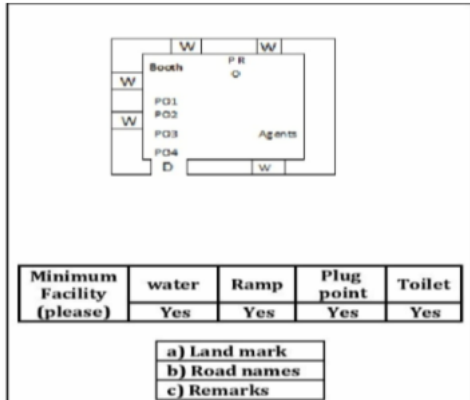 W W
Booth P R
O
W
PO1
PO2
W
PO3 Agents
PO4
D W
Minimum Facility (please) water Ramp Plug point Toilet
Yes Yes Yes Yes
a) Land mark
b) Road names
c) Remarks